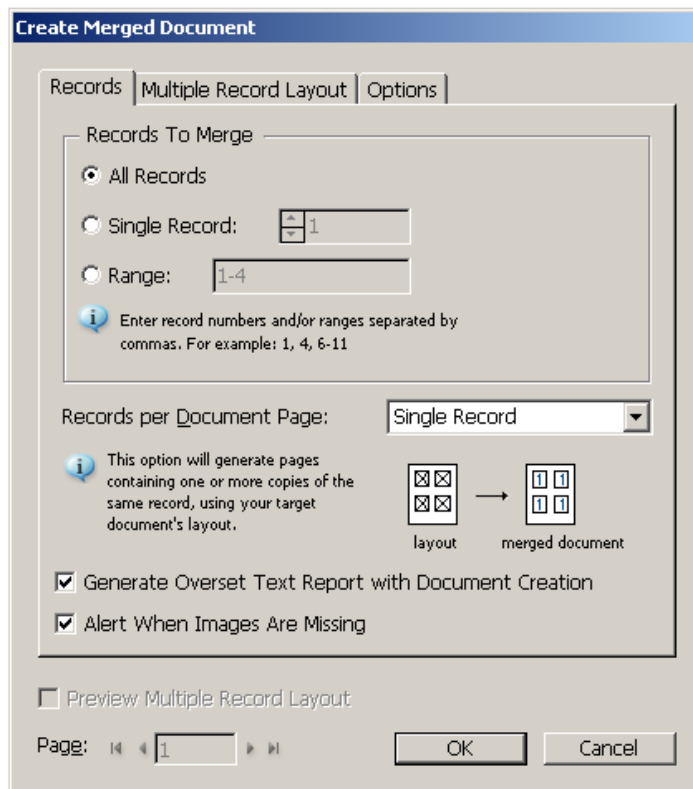 Create Merged Document
Records Multiple Record Layout Options
Records To Merge
All Records
Single Record: 1
Range: 1-4
Enter record numbers and/or ranges separated by
commas. For example: 1, 4, 6-11
Records per Document Page: Single Record
This option will generate pages
containing one or more copies of the
same record, using your target
document's layout.
1 1
1 1
layout merged document
Generate Overset Text Report with Document Creation
Alert When Images Are Missing
Preview Multiple Record Layout
Page: 1 OK Cancel